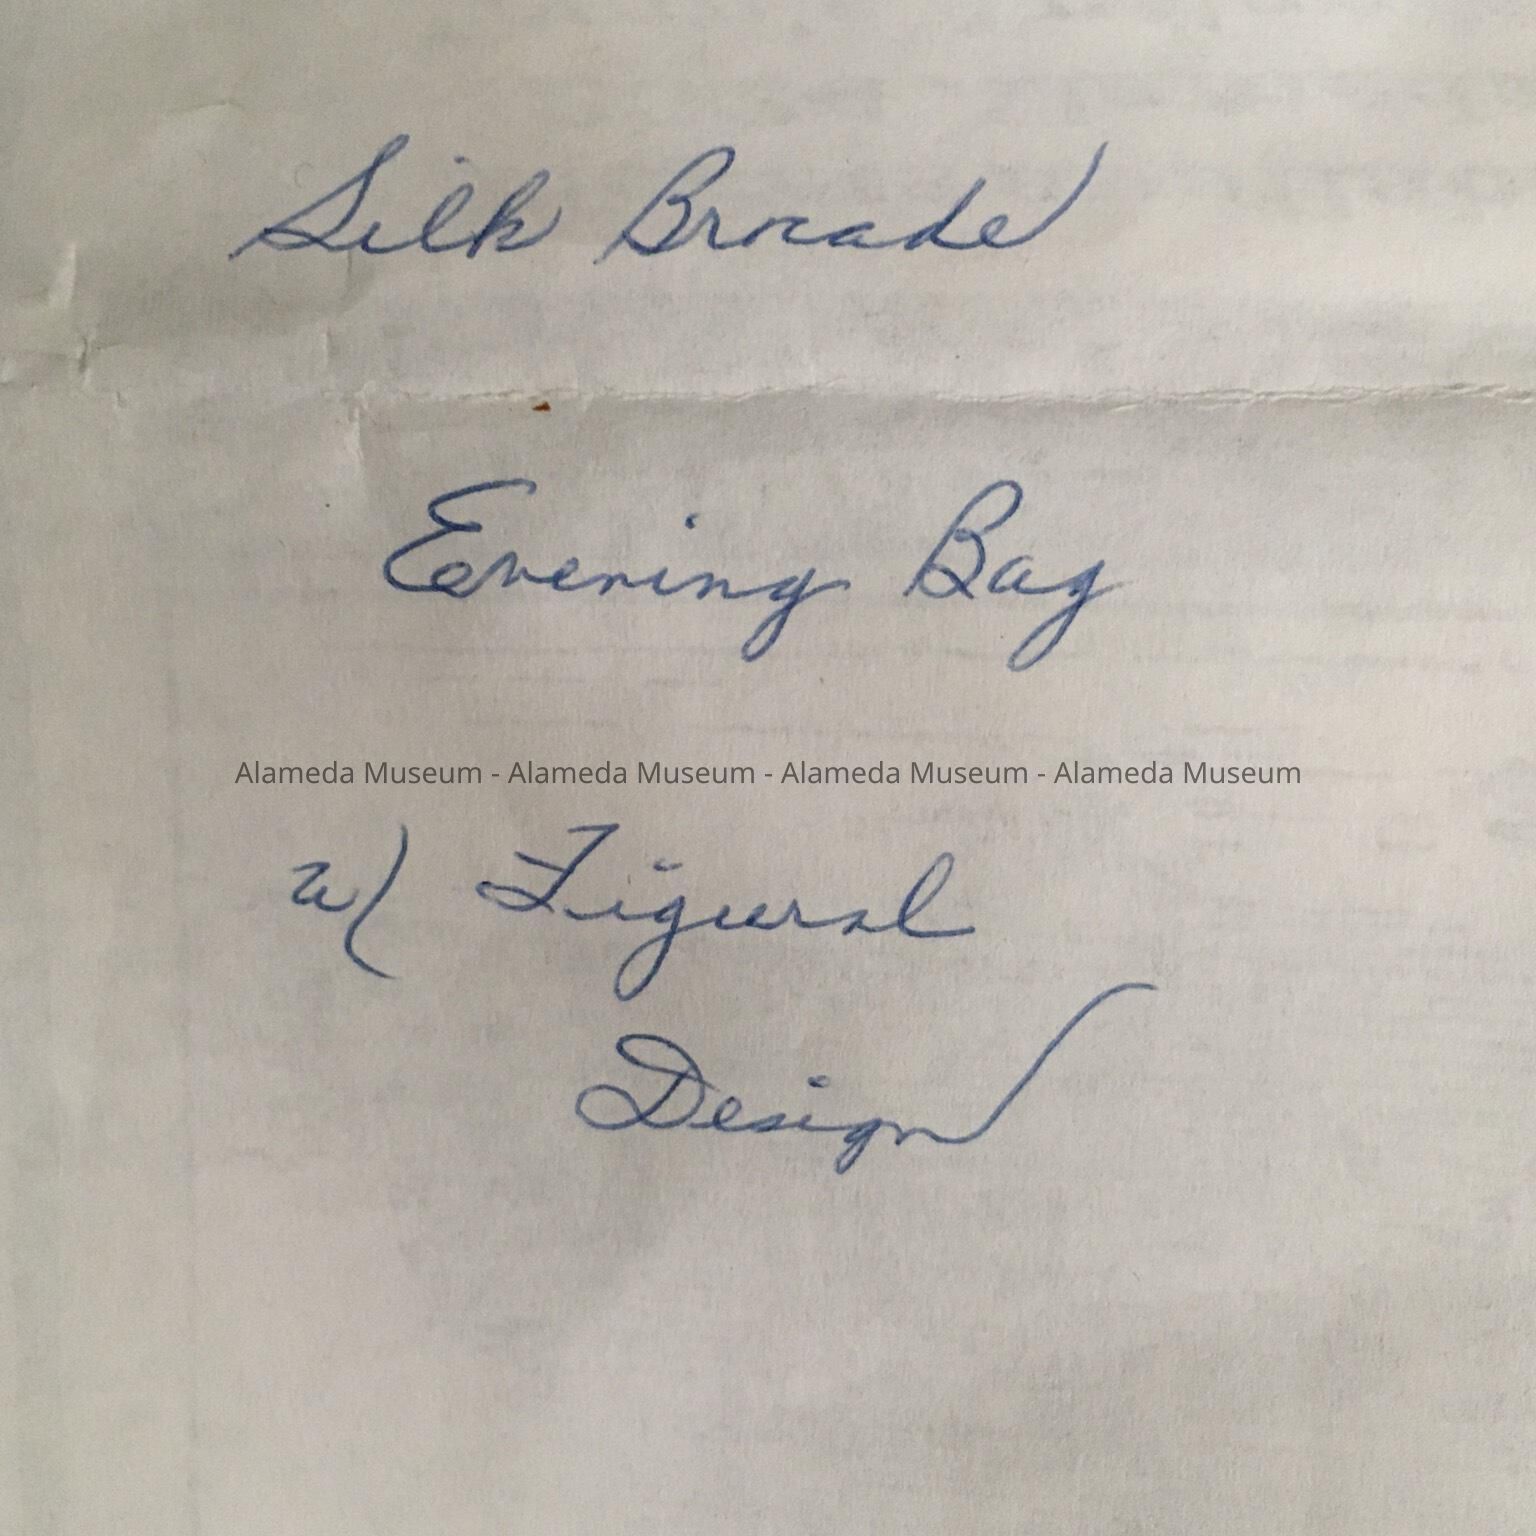 Silk Brocade
Evening Bag
Alameda Museum - Alameda Museum - Alameda Museum - Alameda Museum
w/ Figural
Design